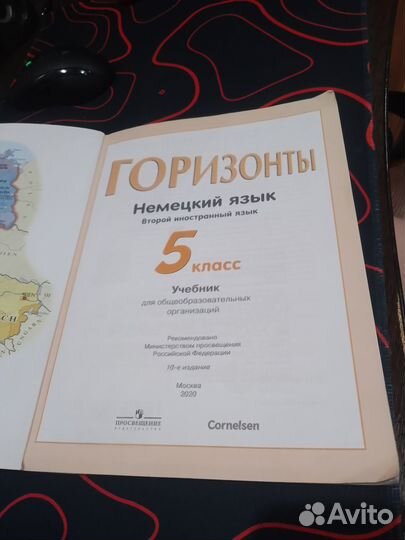 ГОРИЗОНТЫ
Немецкий язык
Второй иностранный язык
5 класс
Учебник
для общеобразовательных
организаций
Рекомендовано
Министерством просвещения
Российской Федерации
10-е издание
Москва
2020
ПРОСВЕЩЕНИЕ
ИЗДАТЕЛЬСТВО
Cornelsen
Avito